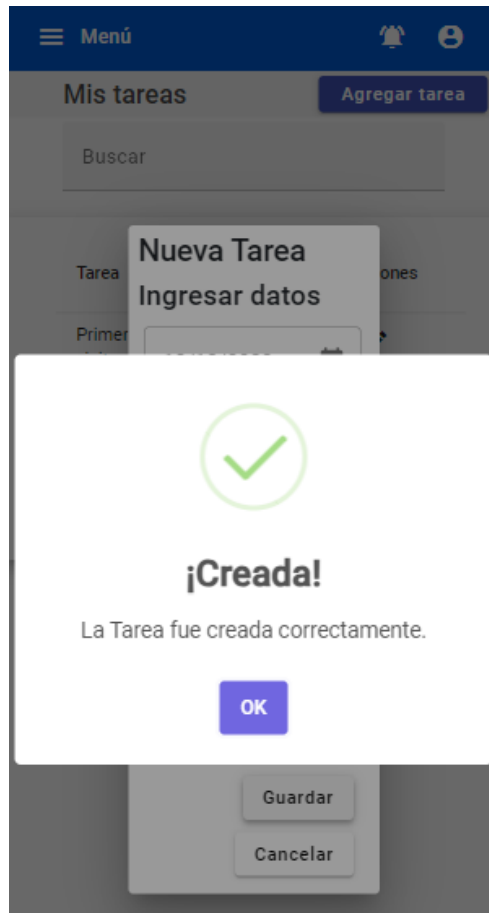 Menú
Mis tareas
Agregar tarea
Buscar
Nueva Tarea
Tarea
ones
Ingresar datos
Primer
¡Creada!
La Tarea fue creada correctamente.
OK
Guardar
Cancelar